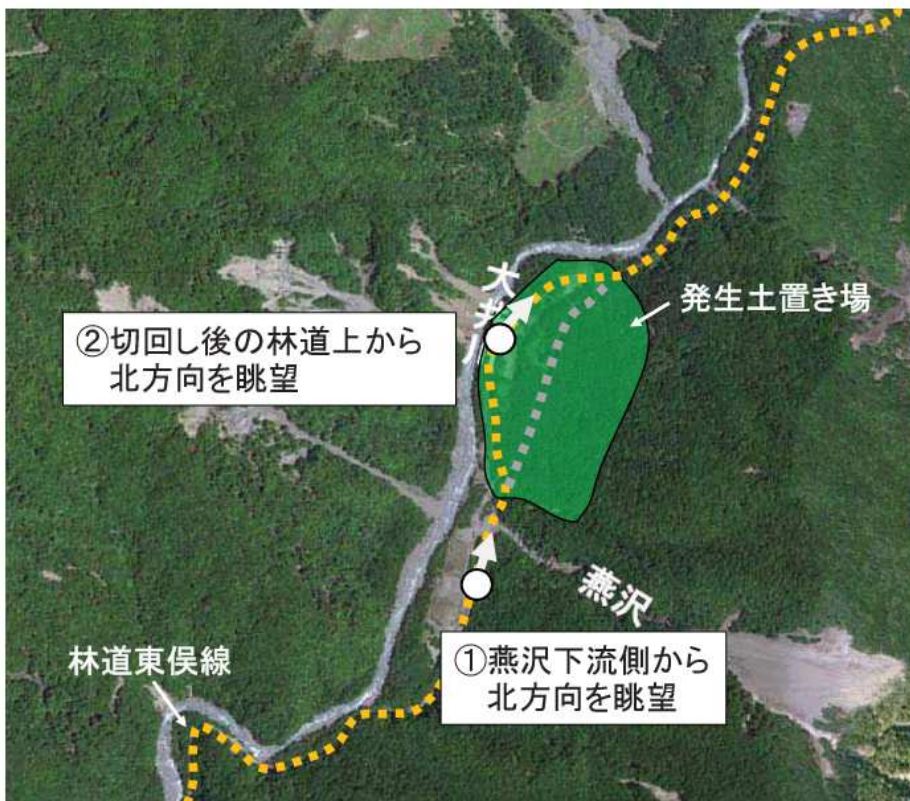 大井川
発生土置き場
②切回し後の林道上から
北方向を眺望
燕沢
林道東俣線
①燕沢下流側から
北方向を眺望